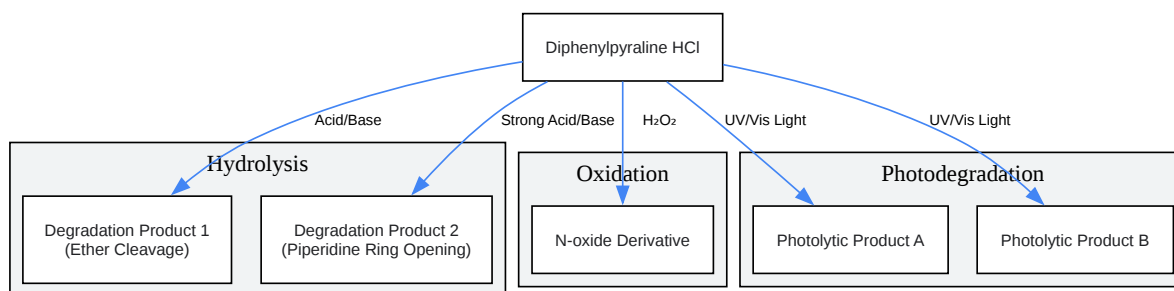 Diphenylpyraline HCl
Acid/Base
Strong Acid/Base
H₂O₂
UV/Vis Light
UV/Vis Light
Hydrolysis
Oxidation
Photodegradation
Degradation Product 1
(Ether Cleavage)
Degradation Product 2
(Piperidine Ring Opening)
N-oxide Derivative
Photolytic Product A
Photolytic Product B